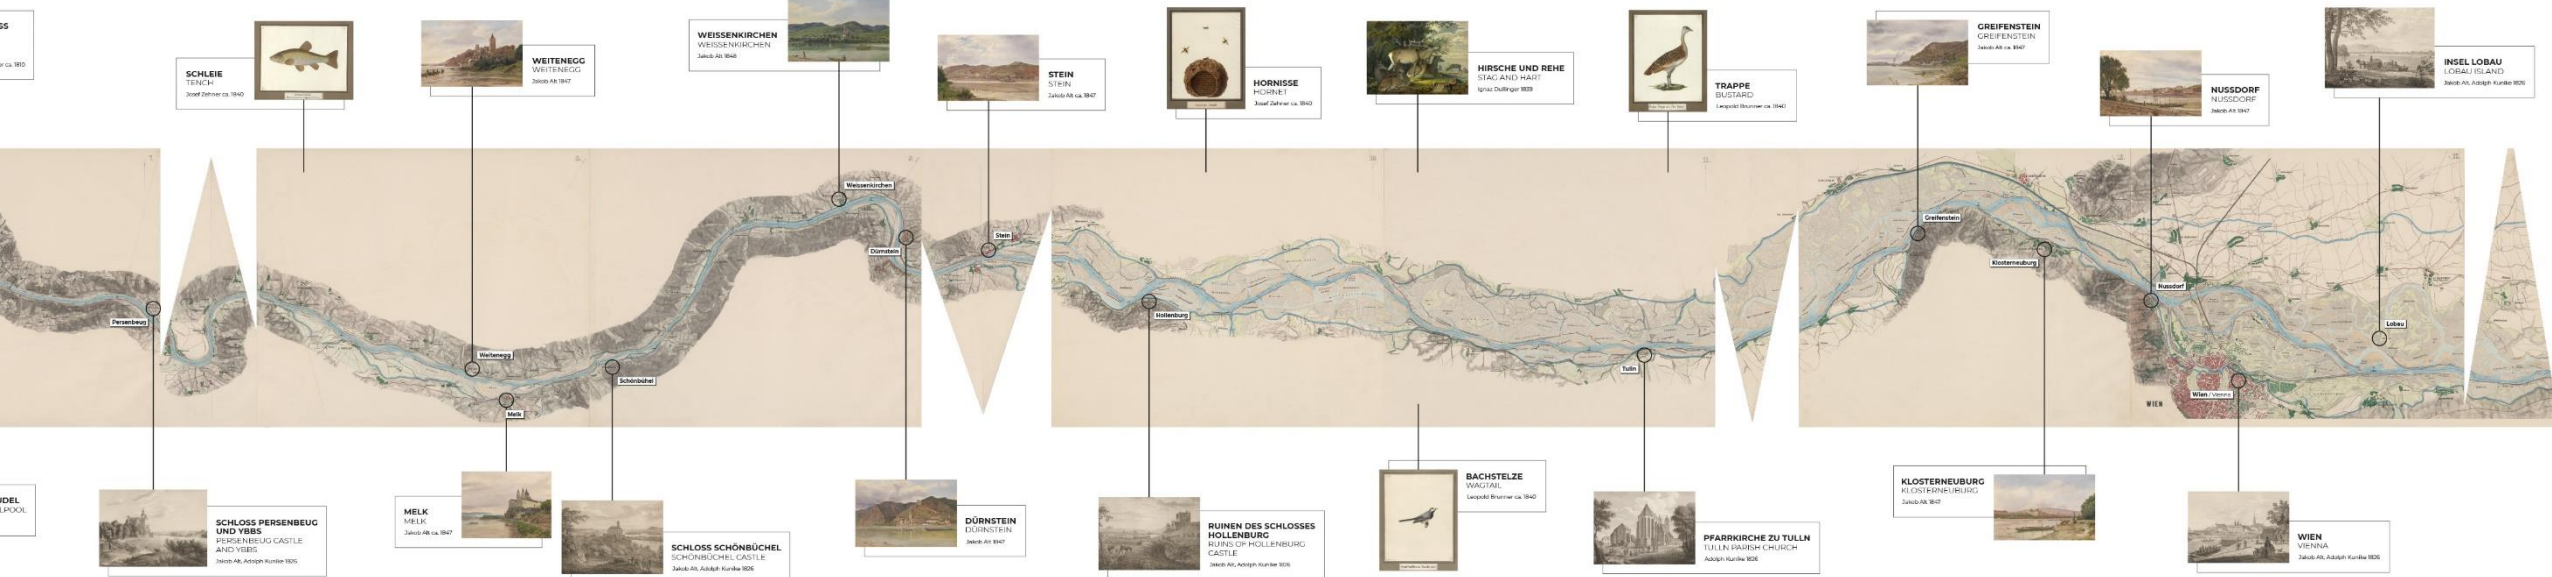 SS
er ca. 1810
SCHLEIE
TENCH
Josef Zehner ca. 1840
WEITENEGG
WEITENEGG
Jakob Alt 1847
WEISSENKIRCHEN
WEISSENKIRCHEN
Jakob Alt 1848
STEIN
STEIN
Jakob Alt ca. 1847
HORNISSE
HORNET
Josef Zehner ca. 1840
HIRSCHE UND REHE
STAG AND HART
Ignaz Dullinger 1839
TRAPPE
BUSTARD
Leopold Brunner ca. 1840
GREIFENSTEIN
GREIFENSTEIN
Jakob Alt ca. 1847
NUSSDORF
NUSSDORF
Jakob Alt 1847
INSEL LOBAU
LOBAU ISLAND
Jakob Alt, Adolph Kunike 1826
Persenbeug
Weitenegg
Melk
Schönbühel
Weissenkirchen
Dürnstein
Stein
Hollenburg
Tulln
Greifenstein
Klosterneuburg
Nussdorf
Wien / Vienna
WIEN
Lobau
UDEL
LPOOL
SCHLOSS PERSENBEUG
UND YBBS
PERSENBEUG CASTLE
AND YBBS
Jakob Alt, Adolph Kunike 1826
MELK
MELK
Jakob Alt ca. 1847
SCHLOSS SCHÖNBÜCHEL
SCHÖNBÜCHEL CASTLE
Jakob Alt, Adolph Kunike 1826
DÜRNSTEIN
DÜRNSTEIN
Jakob Alt 1847
RUINEN DES SCHLOSSES
HOLLENBURG
RUINS OF HOLLENBURG
CASTLE
Jakob Alt, Adolph Kunike 1826
BACHSTELZE
WAGTAIL
Leopold Brunner ca. 1840
PFARRKIRCHE ZU TULLN
TULLN PARISH CHURCH
Adolph Kunike 1826
KLOSTERNEUBURG
KLOSTERNEUBURG
Jakob Alt 1847
WIEN
VIENNA
Jakob Alt, Adolph Kunike 1826